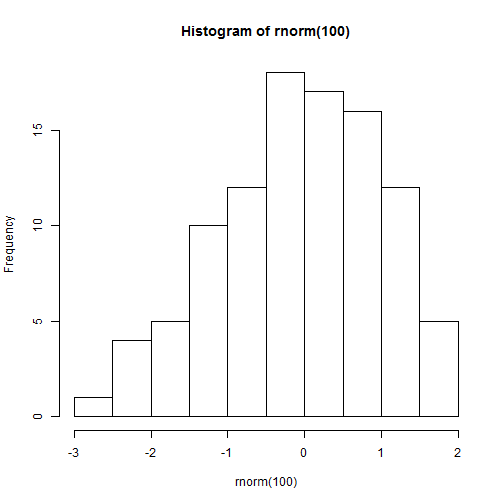 Histogram of rnorm(100)
Frequency
15
10
5
0
-3 -2 -1 0 1 2
rnorm(100)